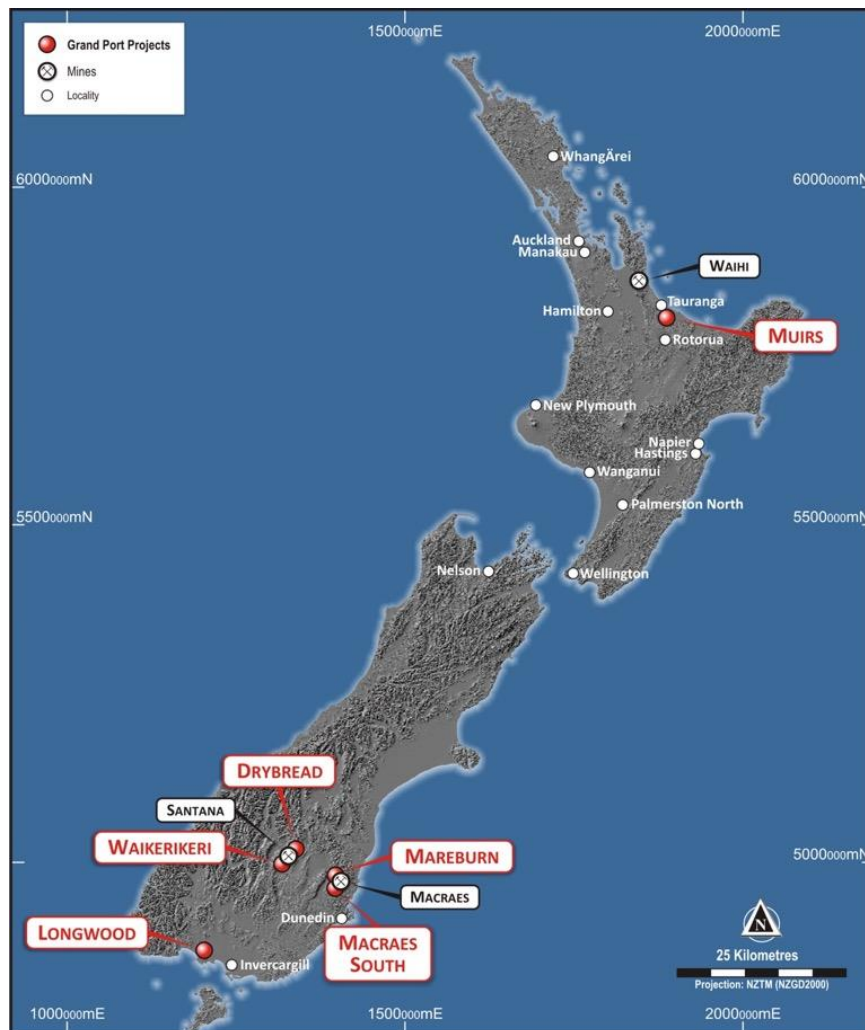 Grand Port Projects
Mines
Locality
1500000mE
2000000mE
6000000mN
6000000mN
WhangÄrei
Auckland
Manakau
WAIHI
Tauranga
Hamilton
MUIRS
Rotorua
New Plymouth
Napier
Hastings
Wanganui
Palmerston North
5500000mN
5500000mN
Nelson
Wellington
DRYBREAD
SANTANA
WAIKERIKERI
MAREBURN
5000000mN
MACRAES
Dunedin
LONGWOOD
MACRAES
SOUTH
Invercargill
N
25 Kilometres
Projection: NZTM (NZGD2000)
1000000mE
1500000mE
2000000mE